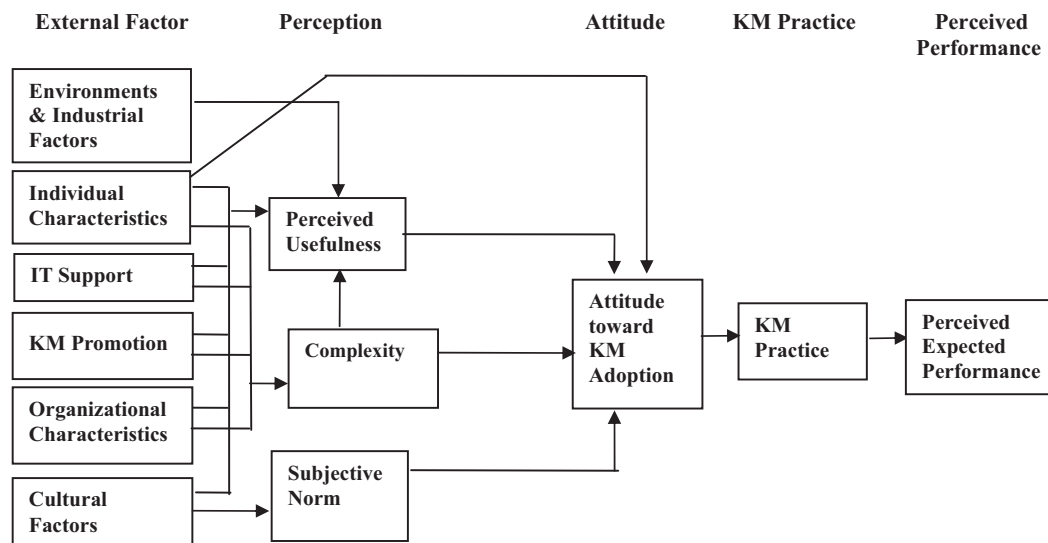 External Factor
Perception
Attitude
KM Practice
Perceived
Performance
Environments
& Industrial
Factors
Individual
Characteristics
IT Support
KM Promotion
Organizational
Characteristics
Cultural
Factors
Perceived
Usefulness
Complexity
Subjective
Norm
Attitude
toward
KM
Adoption
KM
Practice
Perceived
Expected
Performance